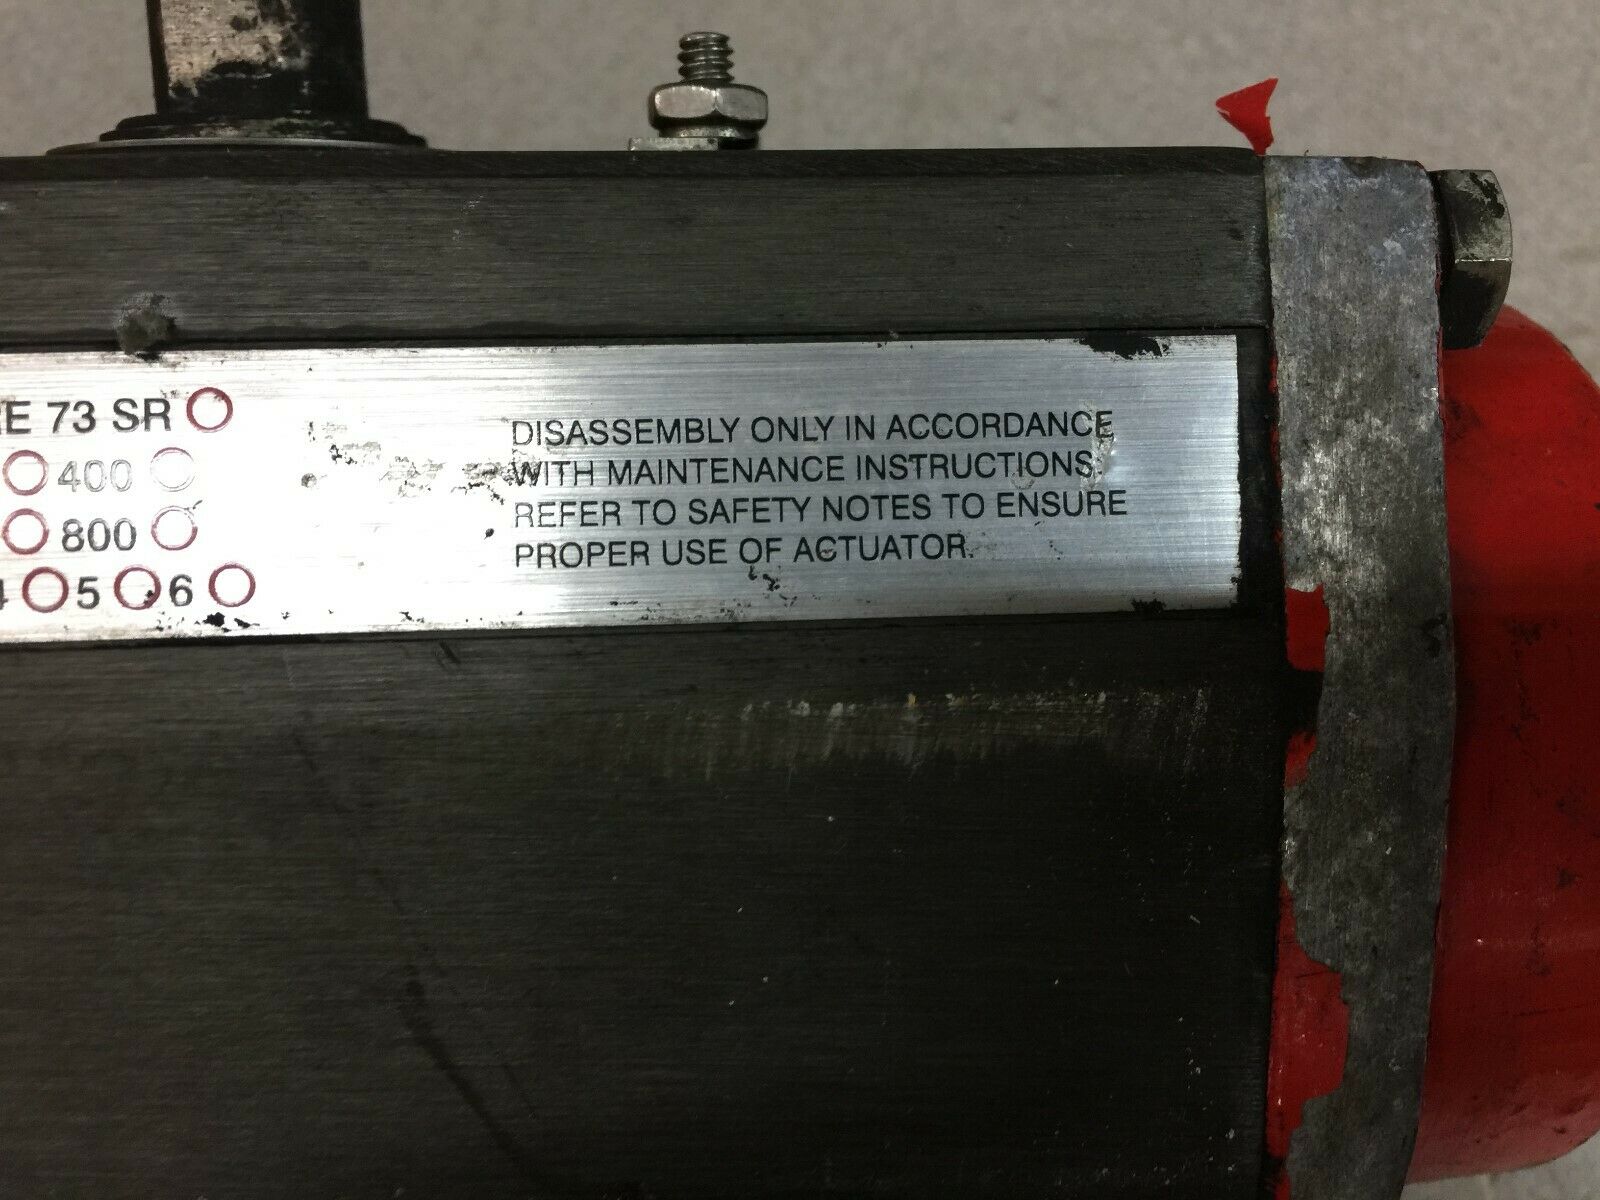 73 SR
400
800
5 6
DISASSEMBLY ONLY IN ACCORDANCE
WITH MAINTENANCE INSTRUCTIONS.
REFER TO SAFETY NOTES TO ENSURE
PROPER USE OF ACTUATOR.